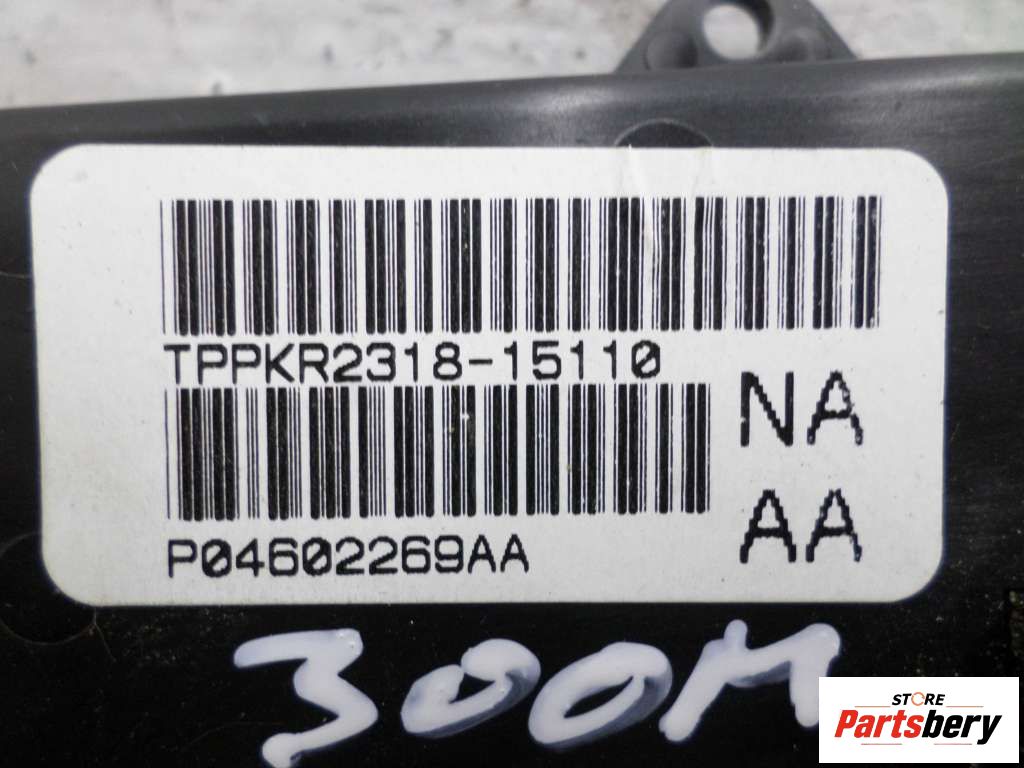 TPPKR2318-15110
NA
P04602269AA
AA
300M
STORE
Partsbery